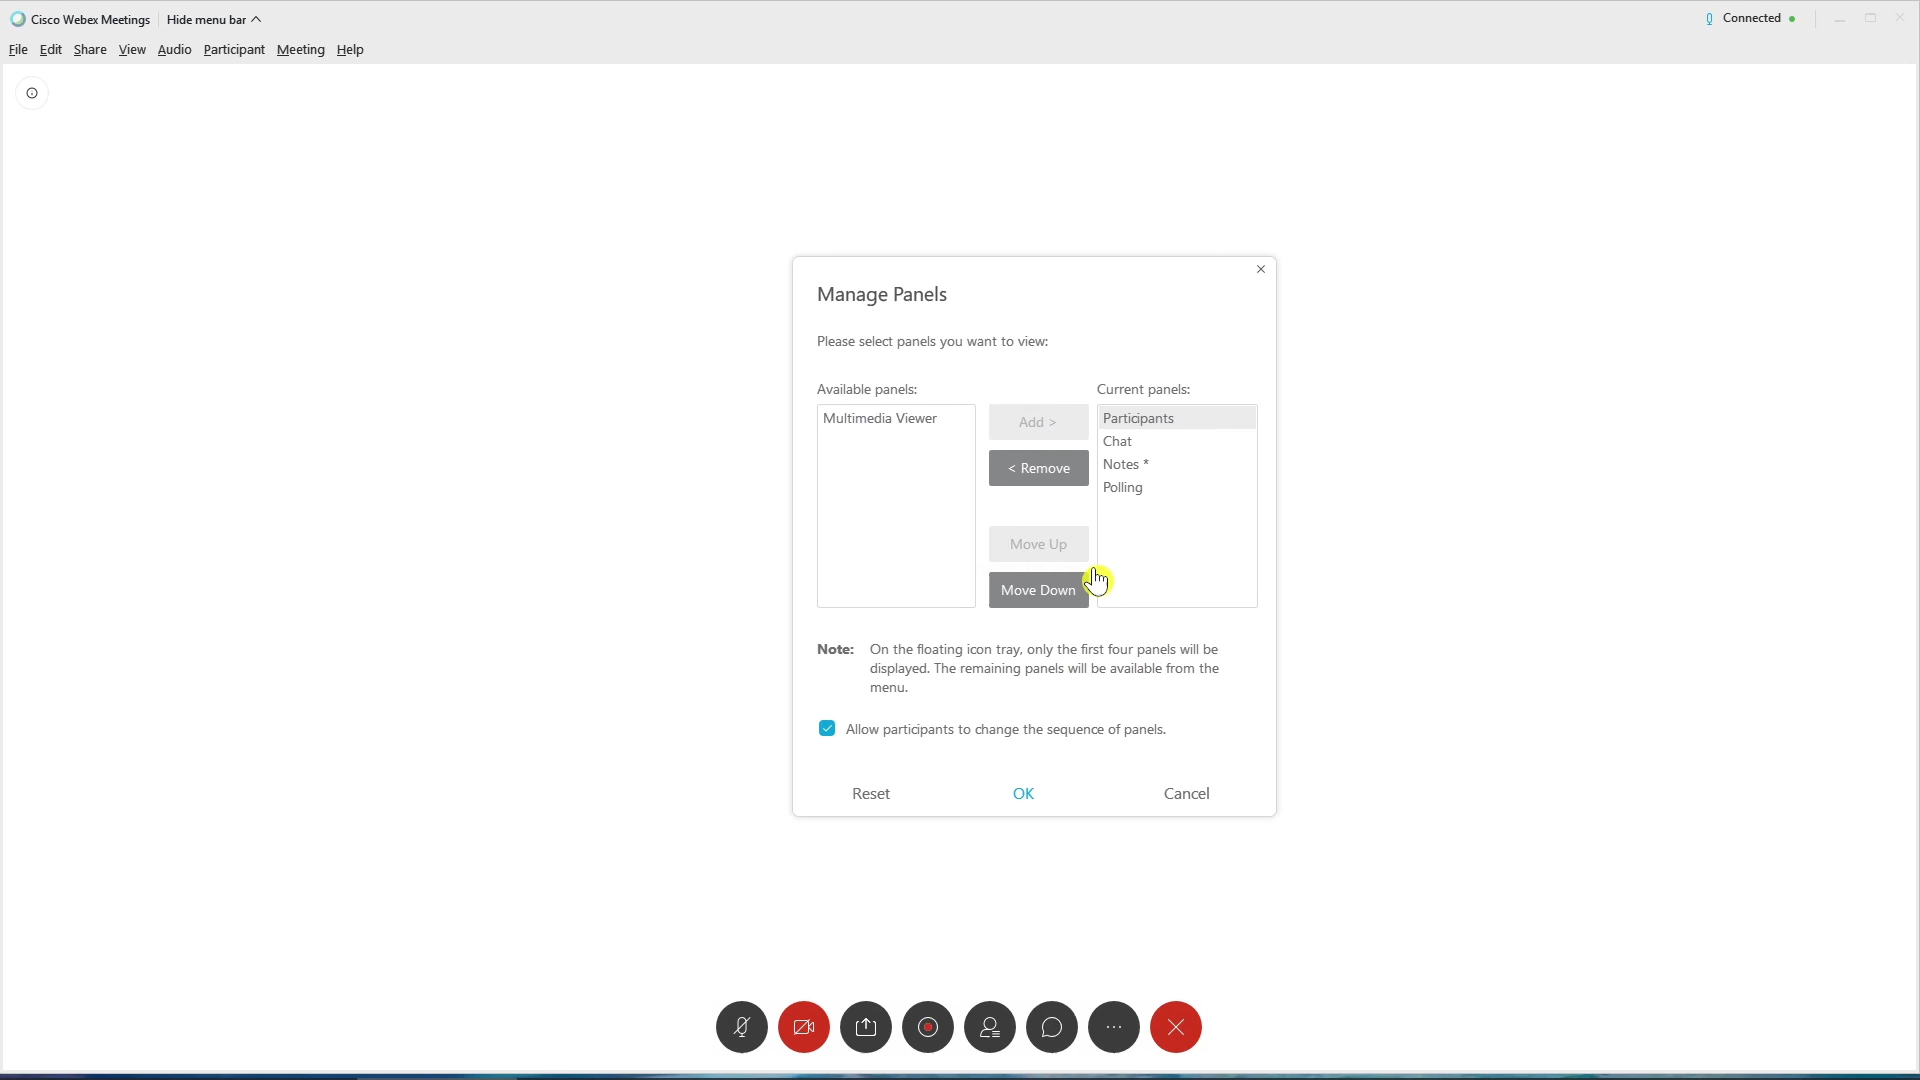 Cisco Webex Meetings Hide menu bar
Connected
File Edit Share View Audio Participant Meeting Help
Manage Panels
Please select panels you want to view:
Available panels:
Current panels:
Multimedia Viewer
Add >
Participants
Chat
Notes *
Polling
< Remove
Move Up
Move Down
Note: On the floating icon tray, only the first four panels will be
displayed. The remaining panels will be available from the
menu.
Allow participants to change the sequence of panels.
Reset OK Cancel